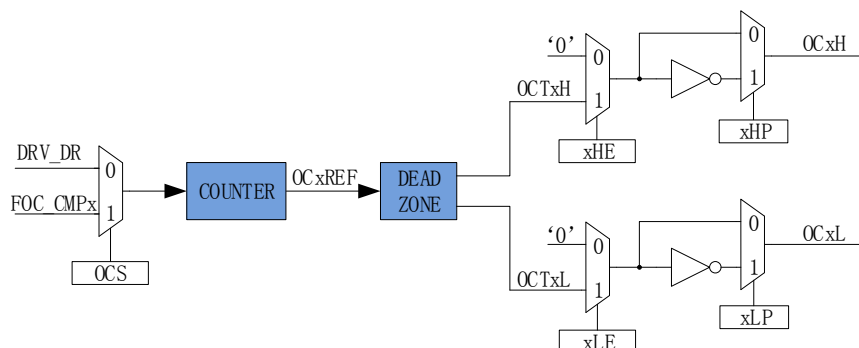 ‘0’
0
1
OCTxH
xHE
0
1
OCxH
xHP
DRV_DR
FOC_CMPx
0
1
OCS
COUNTER
OCxREF
DEAD
ZONE
‘0’
0
1
OCTxL
xLE
0
1
OCxL
xLP